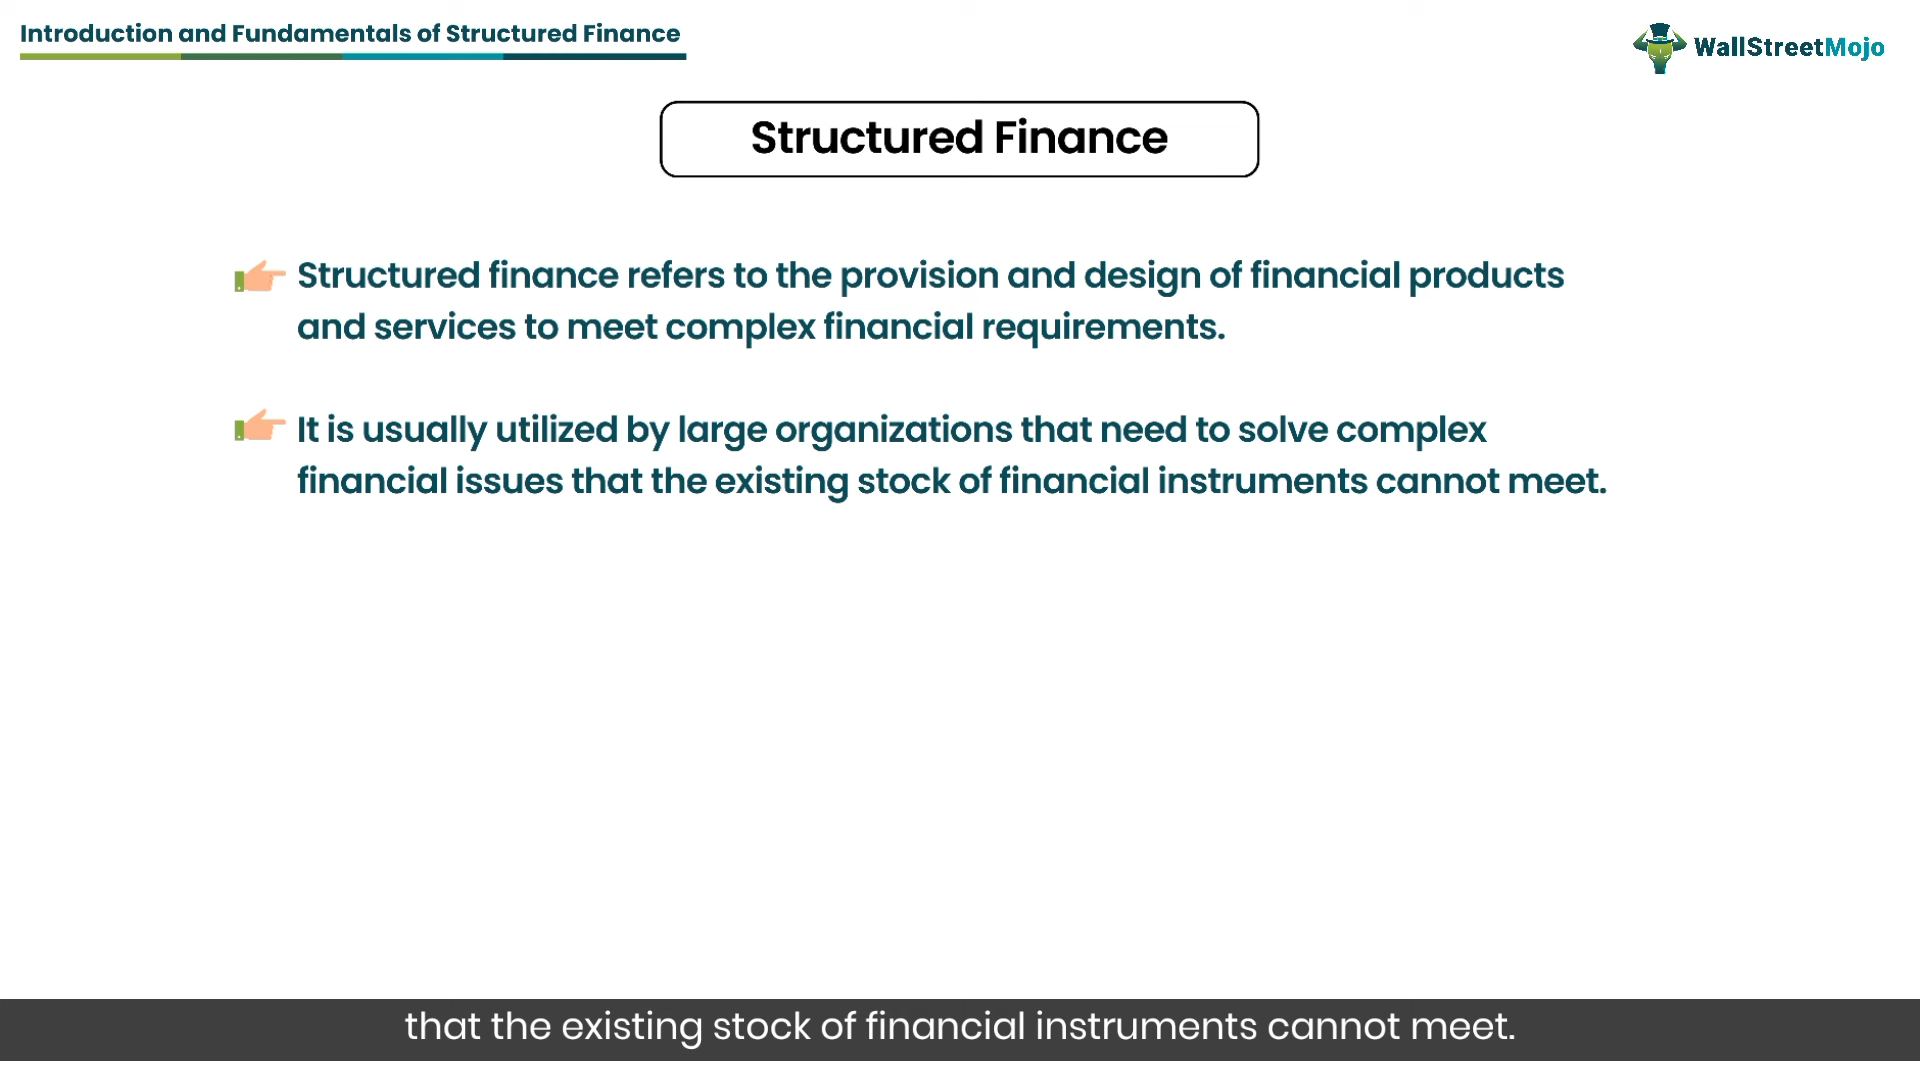 Introduction and Fundamentals of Structured Finance
WallStreetMojo
Structured Finance
Structured finance refers to the provision and design of financial products
and services to meet complex financial requirements.
It is usually utilized by large organizations that need to solve complex
financial issues that the existing stock of financial instruments cannot meet.
that the existing stock of financial instruments cannot meet.